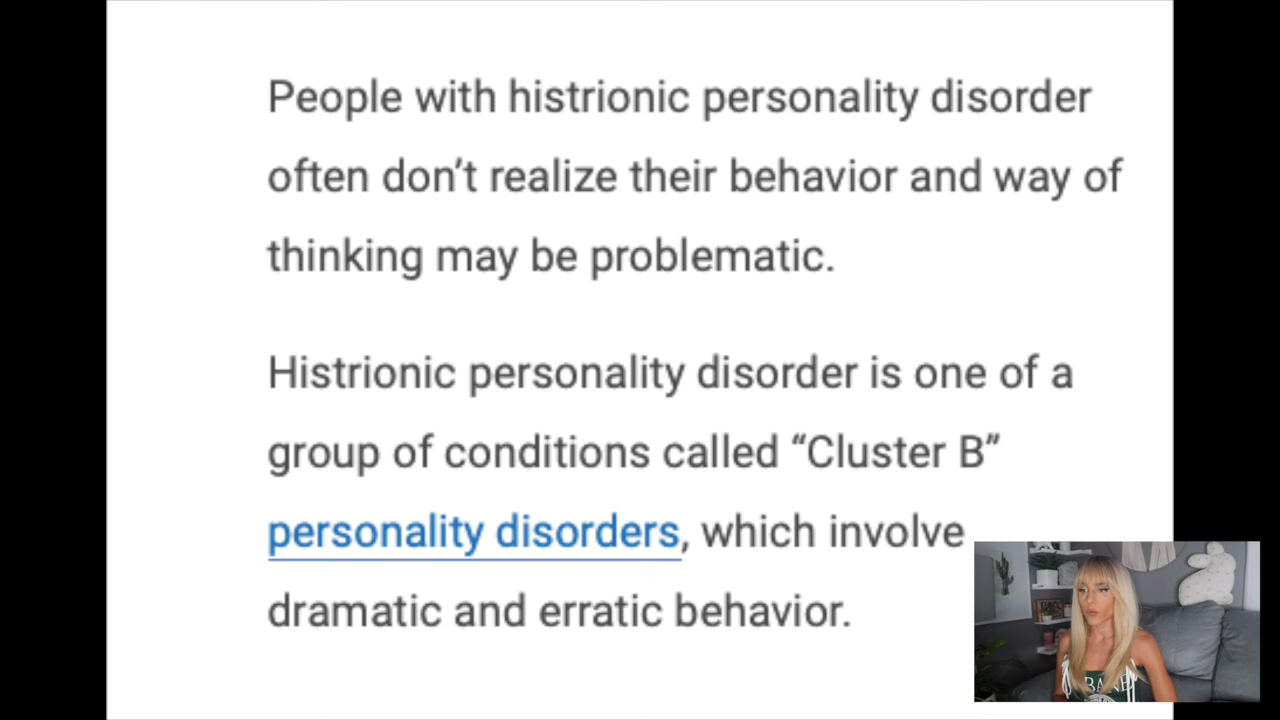 People with histrionic personality disorder
often don’t realize their behavior and way of
thinking may be problematic.
Histrionic personality disorder is one of a
group of conditions called “Cluster B”
personality disorders, which involve
dramatic and erratic behavior.